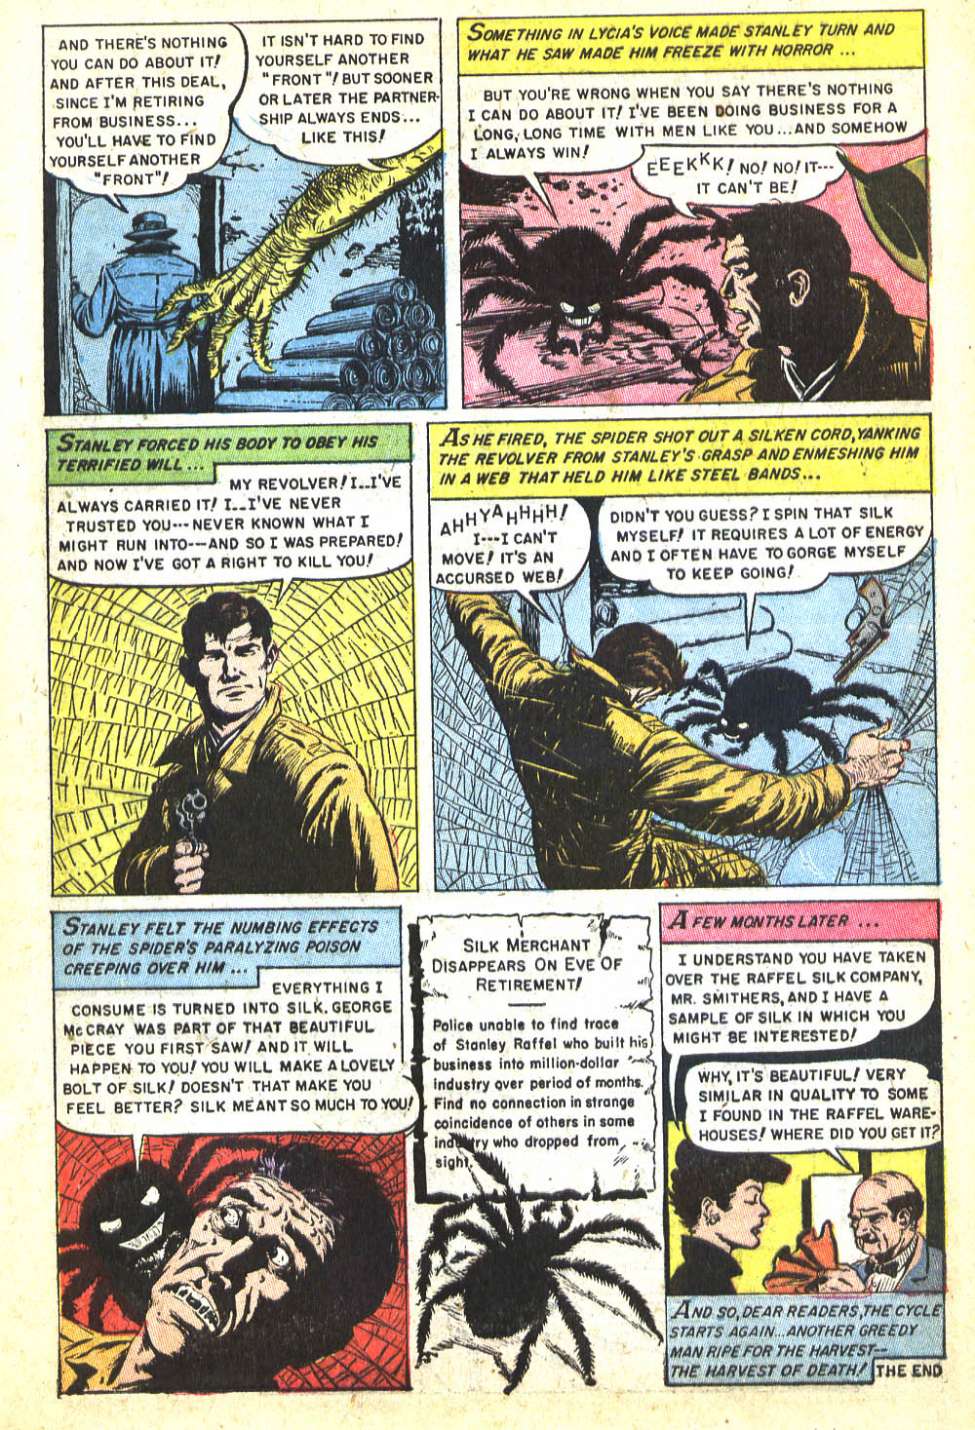 AND THERE'S NOTHING
YOU CAN DO ABOUT IT!
AND AFTER THIS DEAL,
SINCE I'M RETIRING
FROM BUSINESS...
YOU'LL HAVE TO FIND
YOURSELF ANOTHER
"FRONT"!
IT ISN'T HARD TO FIND
YOURSELF ANOTHER
"FRONT"! BUT SOONER
OR LATER THE PARTNER-
SHIP ALWAYS ENDS...
LIKE THIS!
SOMETHING IN LYCIA'S VOICE MADE STANLEY TURN AND
WHAT HE SAW MADE HIM FREEZE WITH HORROR ...
BUT YOU'RE WRONG WHEN YOU SAY THERE'S NOTHING
I CAN DO ABOUT IT! I'VE BEEN DOING BUSINESS FOR A
LONG, LONG TIME WITH MEN LIKE YOU...AND SOMEHOW
I ALWAYS WIN!
EEEKKK! NO! NO! IT---
IT CAN'T BE!
STANLEY FORCED HIS BODY TO OBEY HIS
TERRIFIED WILL...
MY REVOLVER! I...I'VE
ALWAYS CARRIED IT! I...I'VE NEVER
TRUSTED YOU---NEVER KNOWN WHAT I
MIGHT RUN INTO---AND SO I WAS PREPARED!
AND NOW I'VE GOT A RIGHT TO KILL YOU!
AS HE FIRED, THE SPIDER SHOT OUT A SILKEN CORD, YANKING
THE REVOLVER FROM STANLEY'S GRASP AND ENMESHING HIM
IN A WEB THAT HELD HIM LIKE STEEL BANDS...
AHHYAHHHH!
I---I CAN'T
MOVE! IT'S AN
ACCURSED WEB!
DIDN'T YOU GUESS? I SPIN THAT SILK
MYSELF! IT REQUIRES A LOT OF ENERGY
AND I OFTEN HAVE TO GORGE MYSELF
TO KEEP GOING!
STANLEY FELT THE NUMBING EFFECTS
OF THE SPIDER'S PARALYZING POISON
CREEPING OVER HIM ...
EVERYTHING I
CONSUME IS TURNED INTO SILK. GEORGE
McCRAY WAS PART OF THAT BEAUTIFUL
PIECE YOU FIRST SAW! AND IT WILL
HAPPEN TO YOU! YOU WILL MAKE A LOVELY
BOLT OF SILK! DOESN'T THAT MAKE YOU
FEEL BETTER? SILK MEANT SO MUCH TO YOU!
SILK MERCHANT
DISAPPEARS ON EVE OF
RETIREMENT!
Police unable to find trace
of Stanley Raffel who built his
business into million-dollar
industry over period of months.
Find no connection in strange
coincidence of others in some
industry who dropped from
sight.
A FEW MONTHS LATER ...
I UNDERSTAND YOU HAVE TAKEN
OVER THE RAFFEL SILK COMPANY,
MR. SMITHERS, AND I HAVE A
SAMPLE OF SILK IN WHICH YOU
MIGHT BE INTERESTED!
WHY, IT'S BEAUTIFUL! VERY
SIMILAR IN QUALITY TO SOME
I FOUND IN THE RAFFEL WARE-
HOUSES! WHERE DID YOU GET IT?
AND SO, DEAR READERS, THE CYCLE
STARTS AGAIN...ANOTHER GREEDY
MAN RIPE FOR THE HARVEST--
THE HARVEST OF DEATH!
THE END